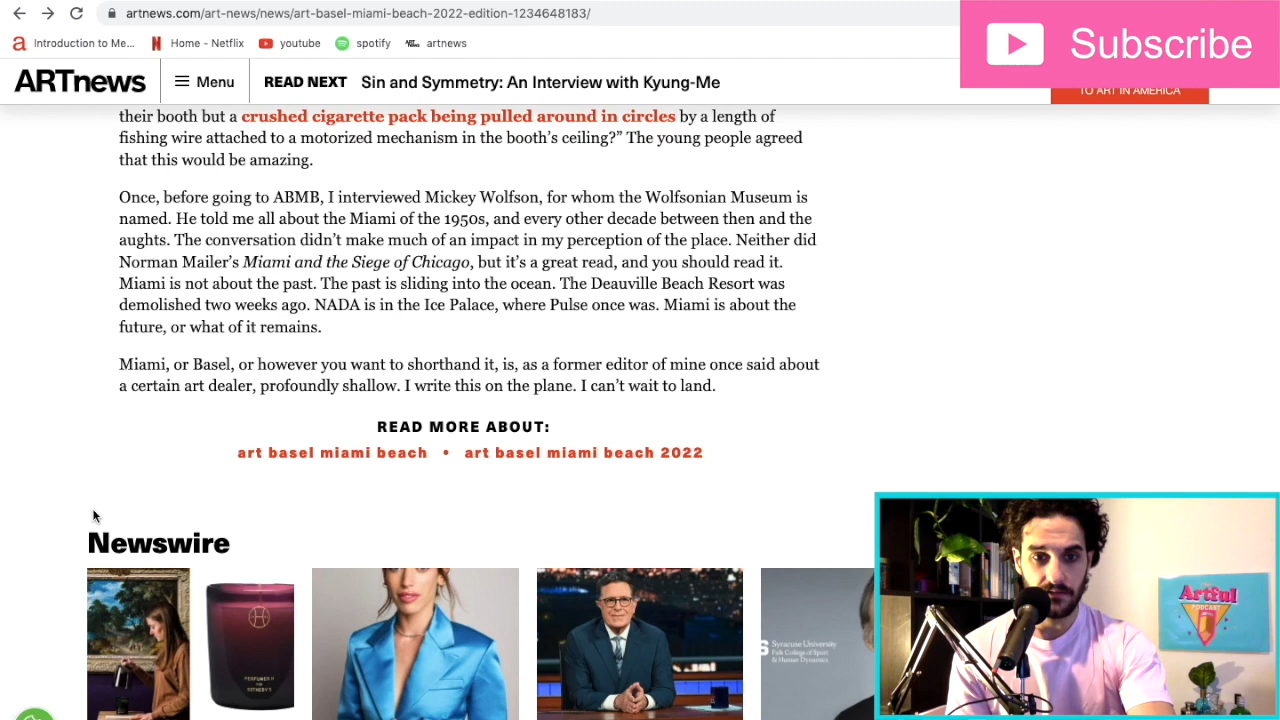 artnews.com/art-news/news/art-basel-miami-beach-2022-edition-1234648183/
Subscribe
Introduction to Me... Home - Netflix youtube spotify artnews
ARTnews Menu READ NEXT Sin and Symmetry: An Interview with Kyung-Me
TO ART IN AMERICA
their booth but a crushed cigarette pack being pulled around in circles by a length of
fishing wire attached to a motorized mechanism in the booth's ceiling?” The young people agreed
that this would be amazing.
Once, before going to ABMB, I interviewed Mickey Wolfson, for whom the Wolfsonian Museum is
named. He told me all about the Miami of the 1950s, and every other decade between then and the
aughts. The conversation didn't make much of an impact in my perception of the place. Neither did
Norman Mailer's Miami and the Siege of Chicago, but it's a great read, and you should read it.
Miami is not about the past. The past is sliding into the ocean. The Deauville Beach Resort was
demolished two weeks ago. NADA is in the Ice Palace, where Pulse once was. Miami is about the
future, or what of it remains.
Miami, or Basel, or however you want to shorthand it, is, as a former editor of mine once said about
a certain art dealer, profoundly shallow. I write this on the plane. I can't wait to land.
READ MORE ABOUT:
art basel miami beach • art basel miami beach 2022
Newswire
PERFUMER H
SOTHEBY'S
Syracuse University
Falk College of Sport
& Human Dynamics
Artful
PODCAST